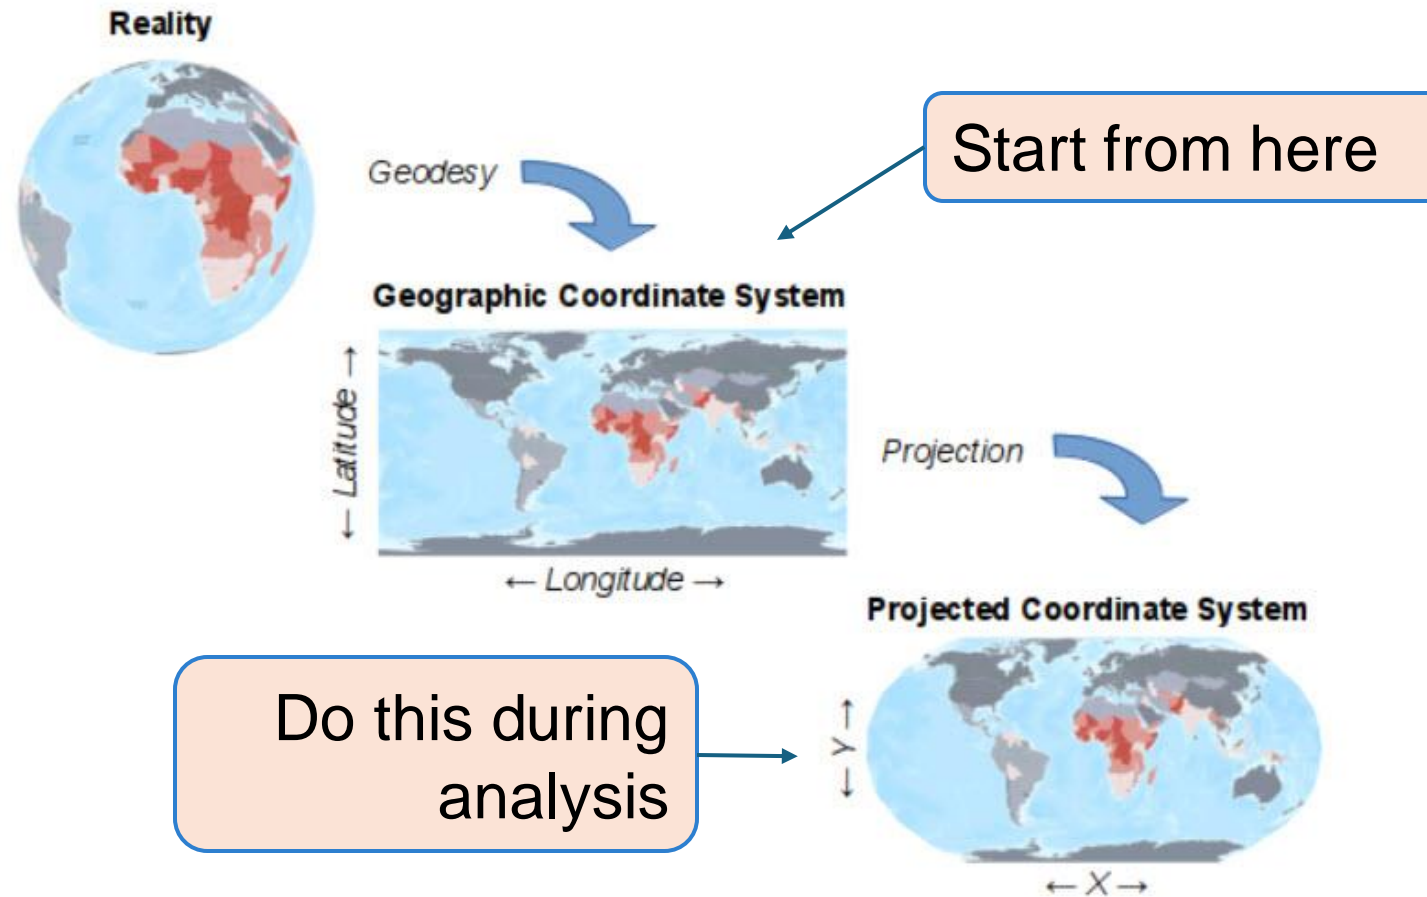 Reality
Start from here
Geodesy
Geographic Coordinate System
← Latitude →
Projection
← Longitude →
Projected Coordinate System
Do this during
analysis
← Y →
← X →